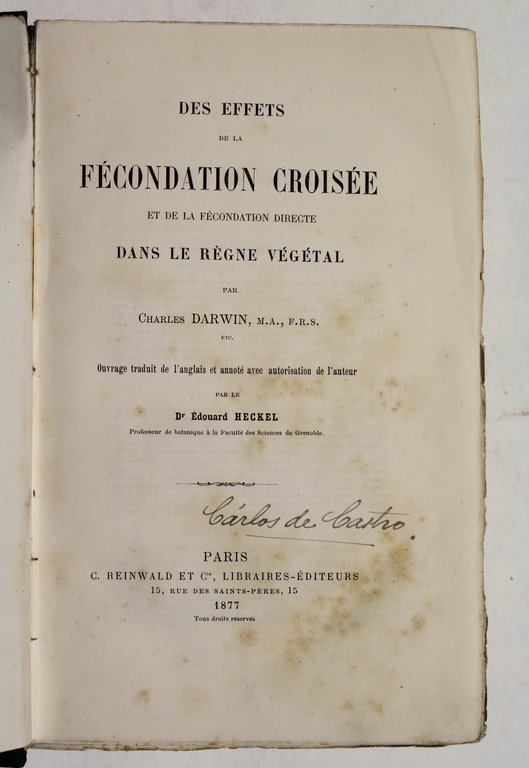 DES EFFETS
DE LA
FÉCONDATION CROISÉE
ET DE LA FÉCONDATION DIRECTE
DANS LE RÈGNE VÉGÉTAL
PAR
CHARLES DARWIN, M.A., F.R.S.
ETC.
Ouvrage traduit de l'anglais et annoté avec autorisation de l'auteur
PAR LE
Dr Édouard HECKEL
Professeur de botanique à la Faculté des Sciences de Grenoble.
Cárlos de Castro.
PARIS
C. REINWALD ET Cie, LIBRAIRES-ÉDITEURS
15, RUE DES SAINTS-PÈRES, 15
1877
Tous droits réservés